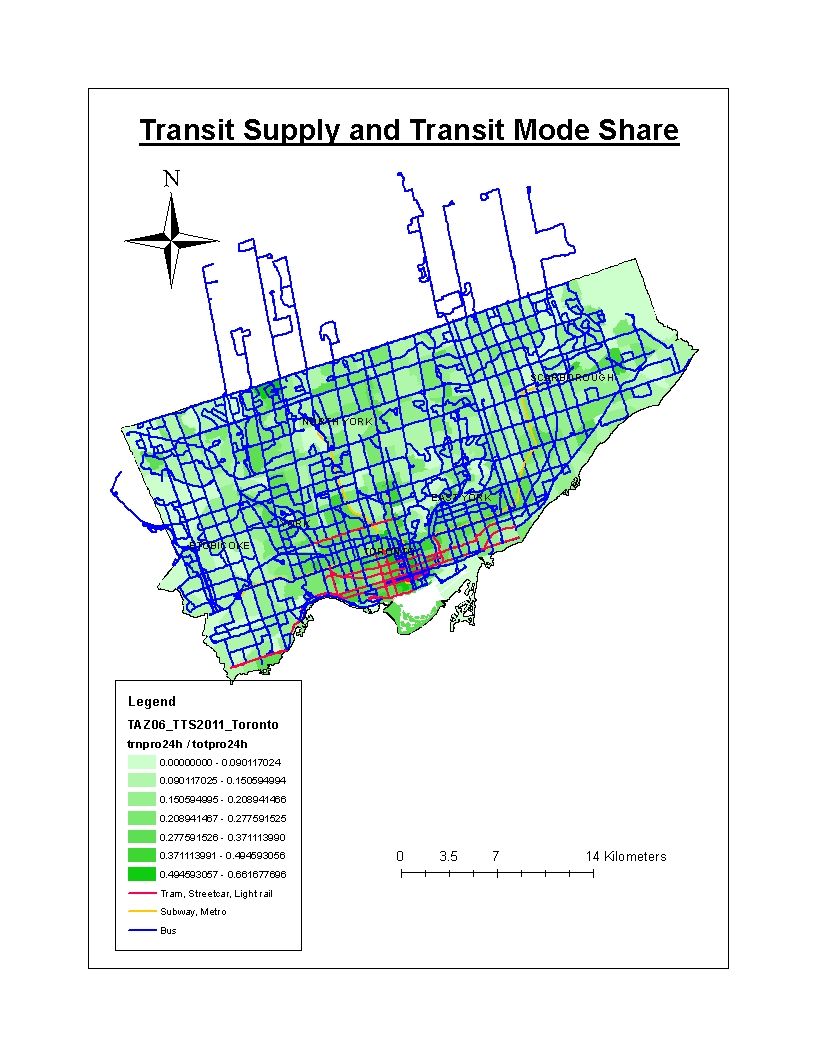 Transit Supply and Transit Mode Share
N
SCARBOROUGH
NORTH YORK
EAST YORK
YORK
ETOBICOKE
TORONTO
Legend
TAZ06_TTS2011_Toronto
trnpro24h / totpro24h
0.00000000 - 0.090117024
0.090117025 - 0.150594994
0.150594995 - 0.208941466
0.208941467 - 0.277591525
0.277591526 - 0.371113990
0.371113991 - 0.494593056
0.494593057 - 0.661677696
Tram, Streetcar, Light rail
Subway, Metro
Bus
0 3.5 7 14 Kilometers